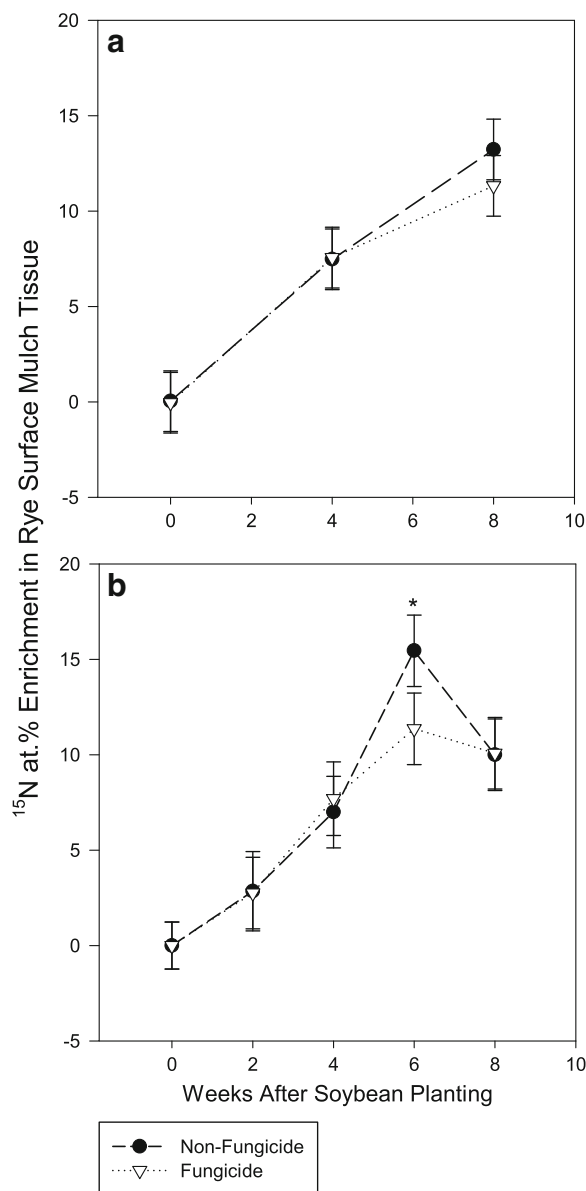 ¹⁵N at.% Enrichment in Rye Surface Mulch Tissue
a
20
15
10
5
0
-5
0 2 4 6 8 10
b
20
15
10
5
0
-5
*
0 2 4 6 8 10
Weeks After Soybean Planting
Non-Fungicide
Fungicide